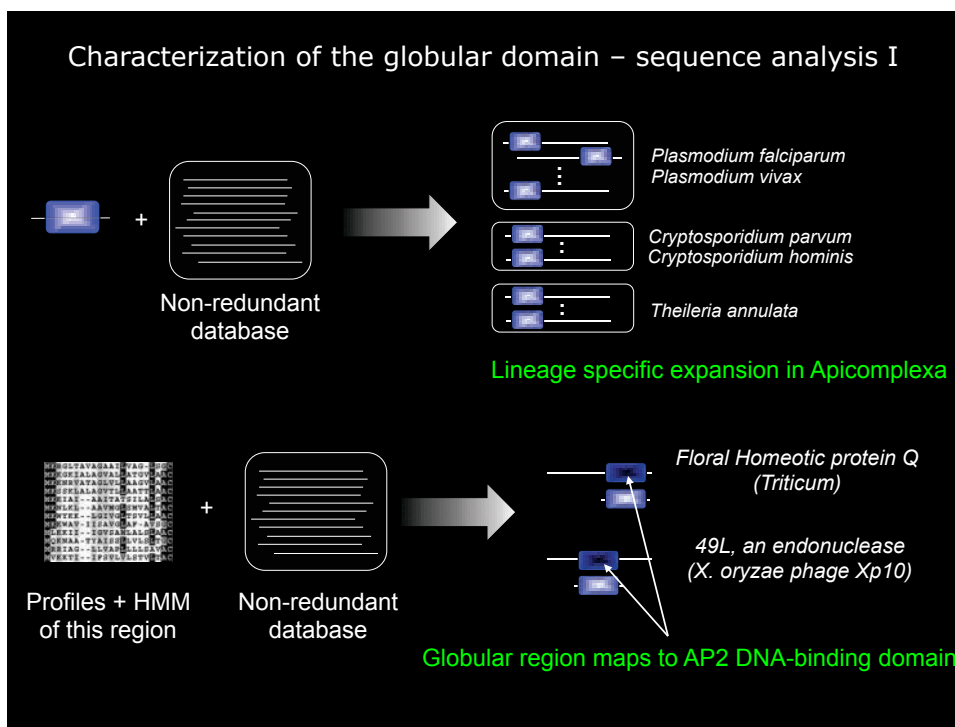 Characterization of the globular domain – sequence analysis I
+
Non-redundant
database
Plasmodium falciparum
Plasmodium vivax
Cryptosporidium parvum
Cryptosporidium hominis
Theileria annulata
Lineage specific expansion in Apicomplexa
+
Profiles + HMM
of this region
Non-redundant
database
Floral Homeotic protein Q
(Triticum)
49L, an endonuclease
(X. oryzae phage Xp10)
Globular region maps to AP2 DNA-binding domain